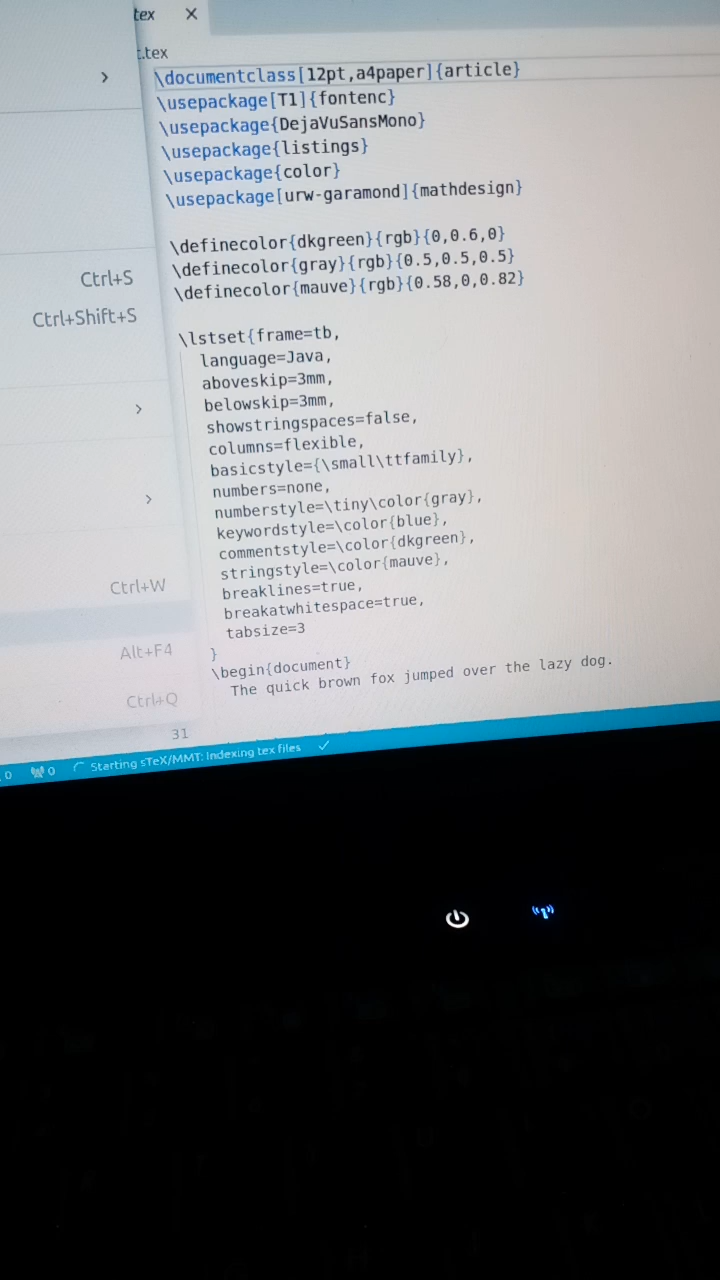 tex ×
t.tex
\documentclass[12pt,a4paper]{article}
\usepackage[T1]{fontenc}
\usepackage{DejaVuSansMono}
\usepackage{listings}
\usepackage{color}
\usepackage[urw-garamond]{mathdesign}
\definecolor{dkgreen}{rgb}{0,0.6,0}
\definecolor{gray}{rgb}{0.5,0.5,0.5}
\definecolor{mauve}{rgb}{0.58,0,0.82}
\lstset{frame=tb,
language=Java,
aboveskip=3mm,
belowskip=3mm,
showstringspaces=false,
columns=flexible,
basicstyle={\small\ttfamily},
numbers=none,
numberstyle=\tiny\color{gray},
keywordstyle=\color{blue},
commentstyle=\color{dkgreen},
stringstyle=\color{mauve},
breaklines=true,
breakatwhitespace=true,
tabsize=3
}
\begin{document}
The quick brown fox jumped over the lazy dog.
Ctrl+S
Ctrl+Shift+S
Ctrl+W
Alt+F4
Ctrl+Q
31
0 0 Starting sTeX/MMT: Indexing tex files